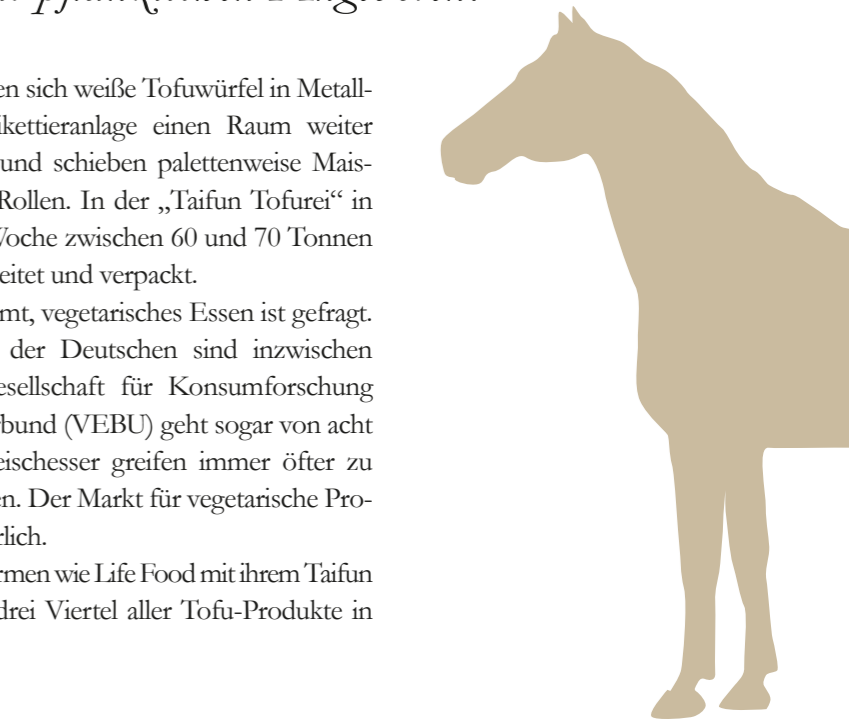 pflanzlichen Angeboten.
en sich weiße Tofuwürfel in Metall-
ikettieranlage einen Raum weiter
und schieben palettenweise Mais-
Rollen. In der „Taifun Tofurei“ in
Woche zwischen 60 und 70 Tonnen
eitet und verpackt.
mt, vegetarisches Essen ist gefragt.
der Deutschen sind inzwischen
esellschaft für Konsumforschung
bund (VEBU) geht sogar von acht
eischesser greifen immer öfter zu
en. Der Markt für vegetarische Pro-
rlich.
rmen wie Life Food mit ihrem Taifun
drei Viertel aller Tofu-Produkte in